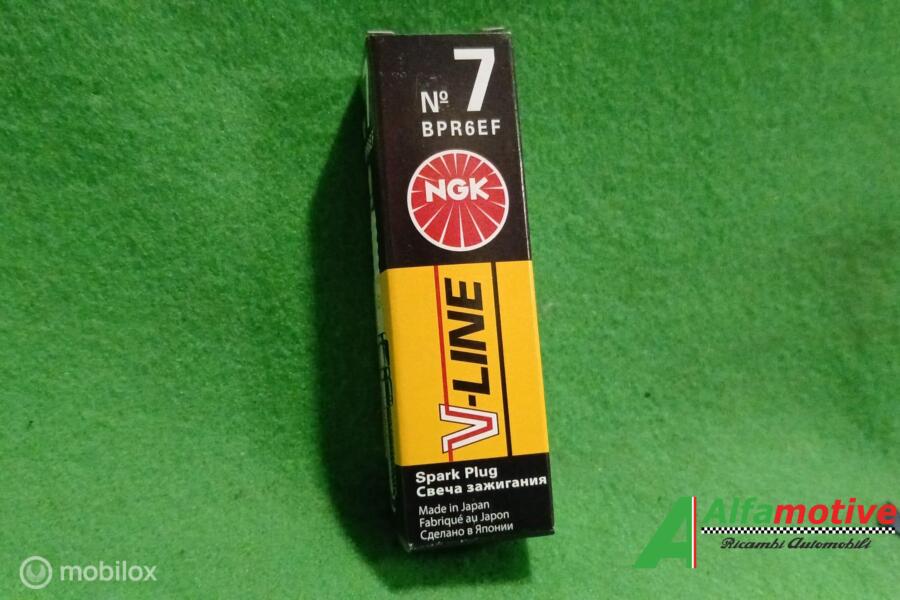 Nº 7
BPR6EF
NGK
V-LINE
Spark Plug
Свеча зажигания
Made in Japan
Fabriqué au Japon
Сделано в Японии
Alfamotive
Ricambi Automobili
mobilox